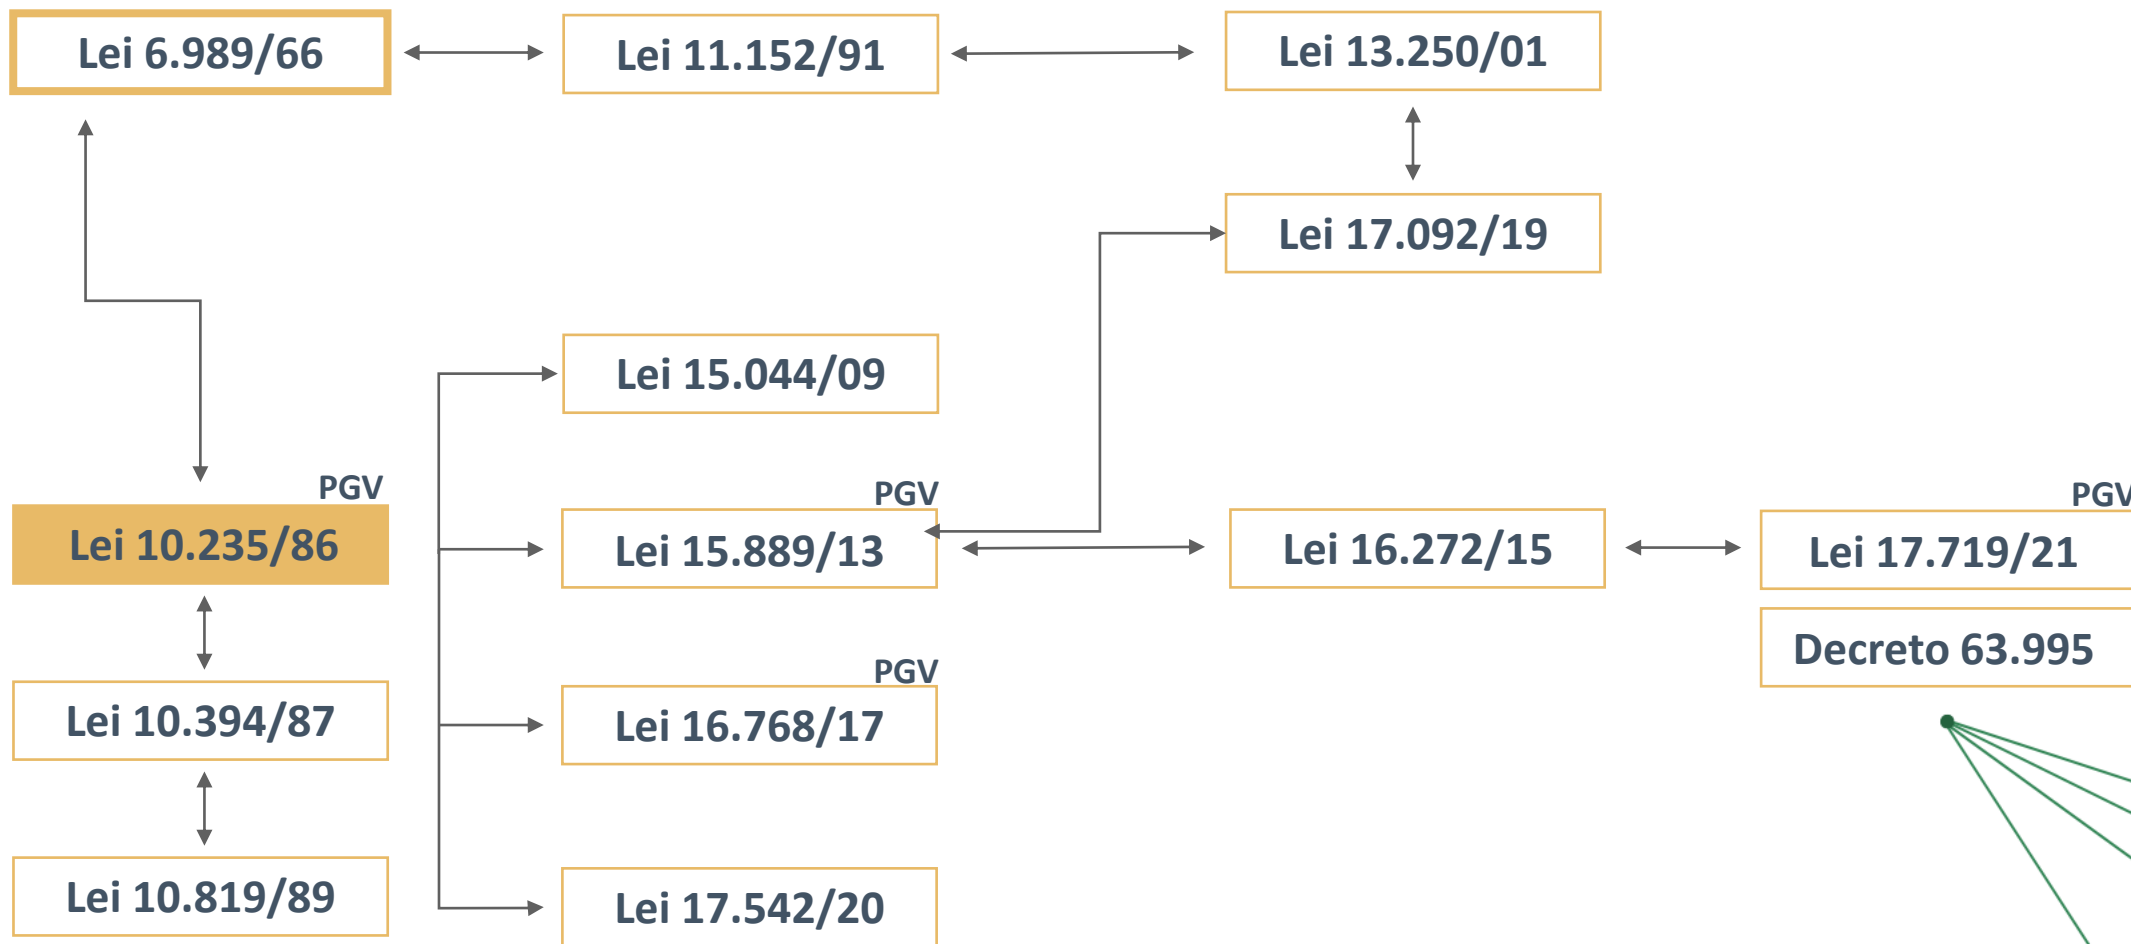 Lei 6.989/66
Lei 11.152/91
Lei 13.250/01
Lei 17.092/19
Lei 15.044/09
PGV
Lei 10.235/86
PGV
Lei 15.889/13
Lei 16.272/15
PGV
Lei 17.719/21
Decreto 63.995
Lei 10.394/87
PGV
Lei 16.768/17
Lei 10.819/89
Lei 17.542/20